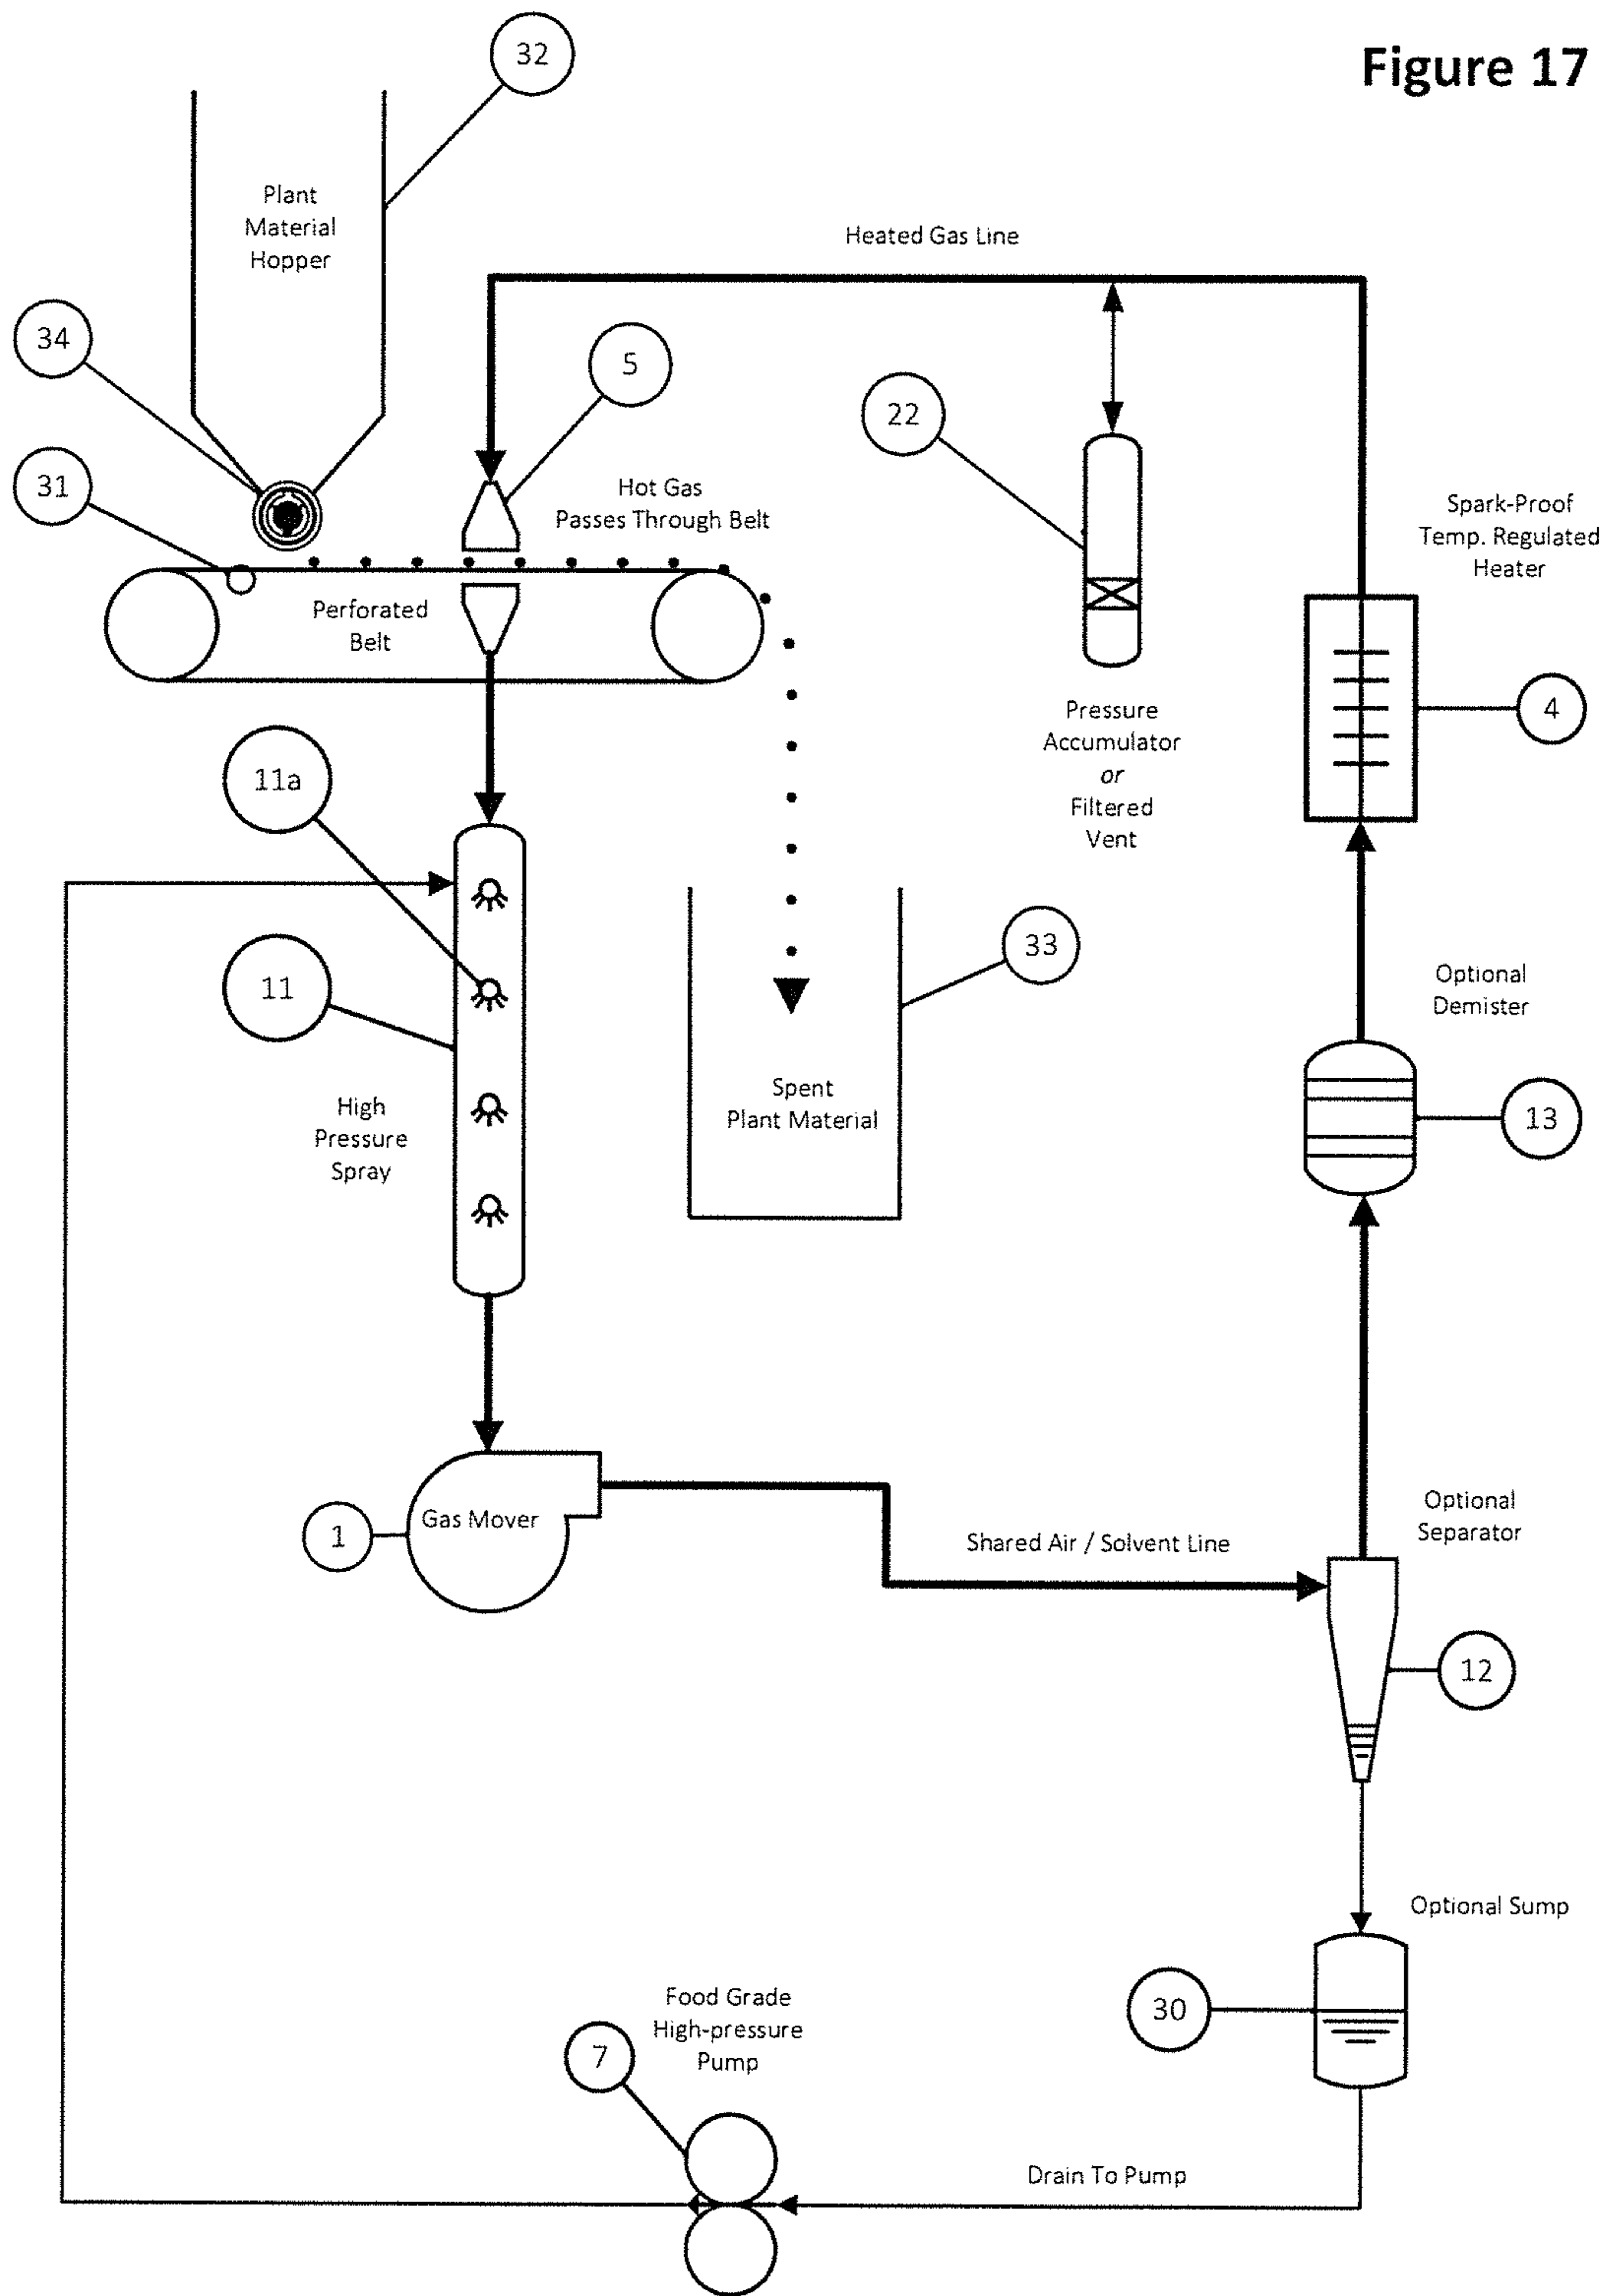 Figure 17
32
Plant
Material
Hopper
Heated Gas Line
34
5
22
31
Hot Gas
Passes Through Belt
Spark-Proof
Temp. Regulated
Heater
Perforated
Belt
4
Pressure
Accumulator
or
Filtered
Vent
11a
33
11
Optional
Demister
High
Pressure
Spray
Spent
Plant Material
13
Optional
Separator
1
Gas Mover
Shared Air / Solvent Line
12
Optional Sump
30
Food Grade
High-pressure
Pump
7
Drain To Pump